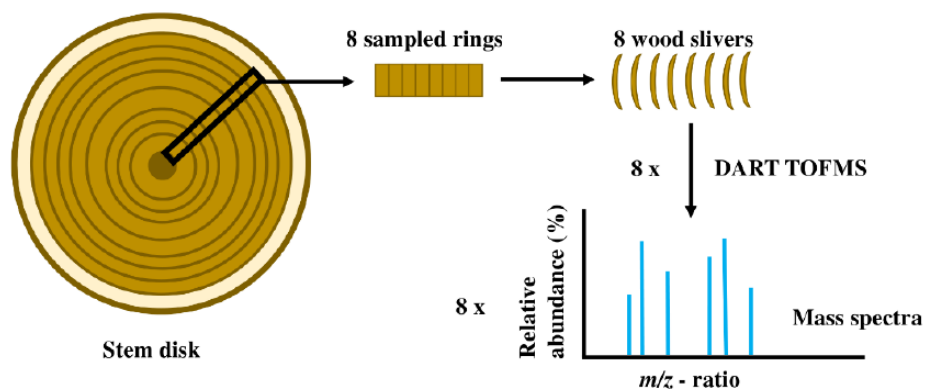 8 sampled rings
8 wood slivers
8 x
DART TOFMS
8 x
Relative
abundance (%)
Mass spectra
m/z - ratio
Stem disk